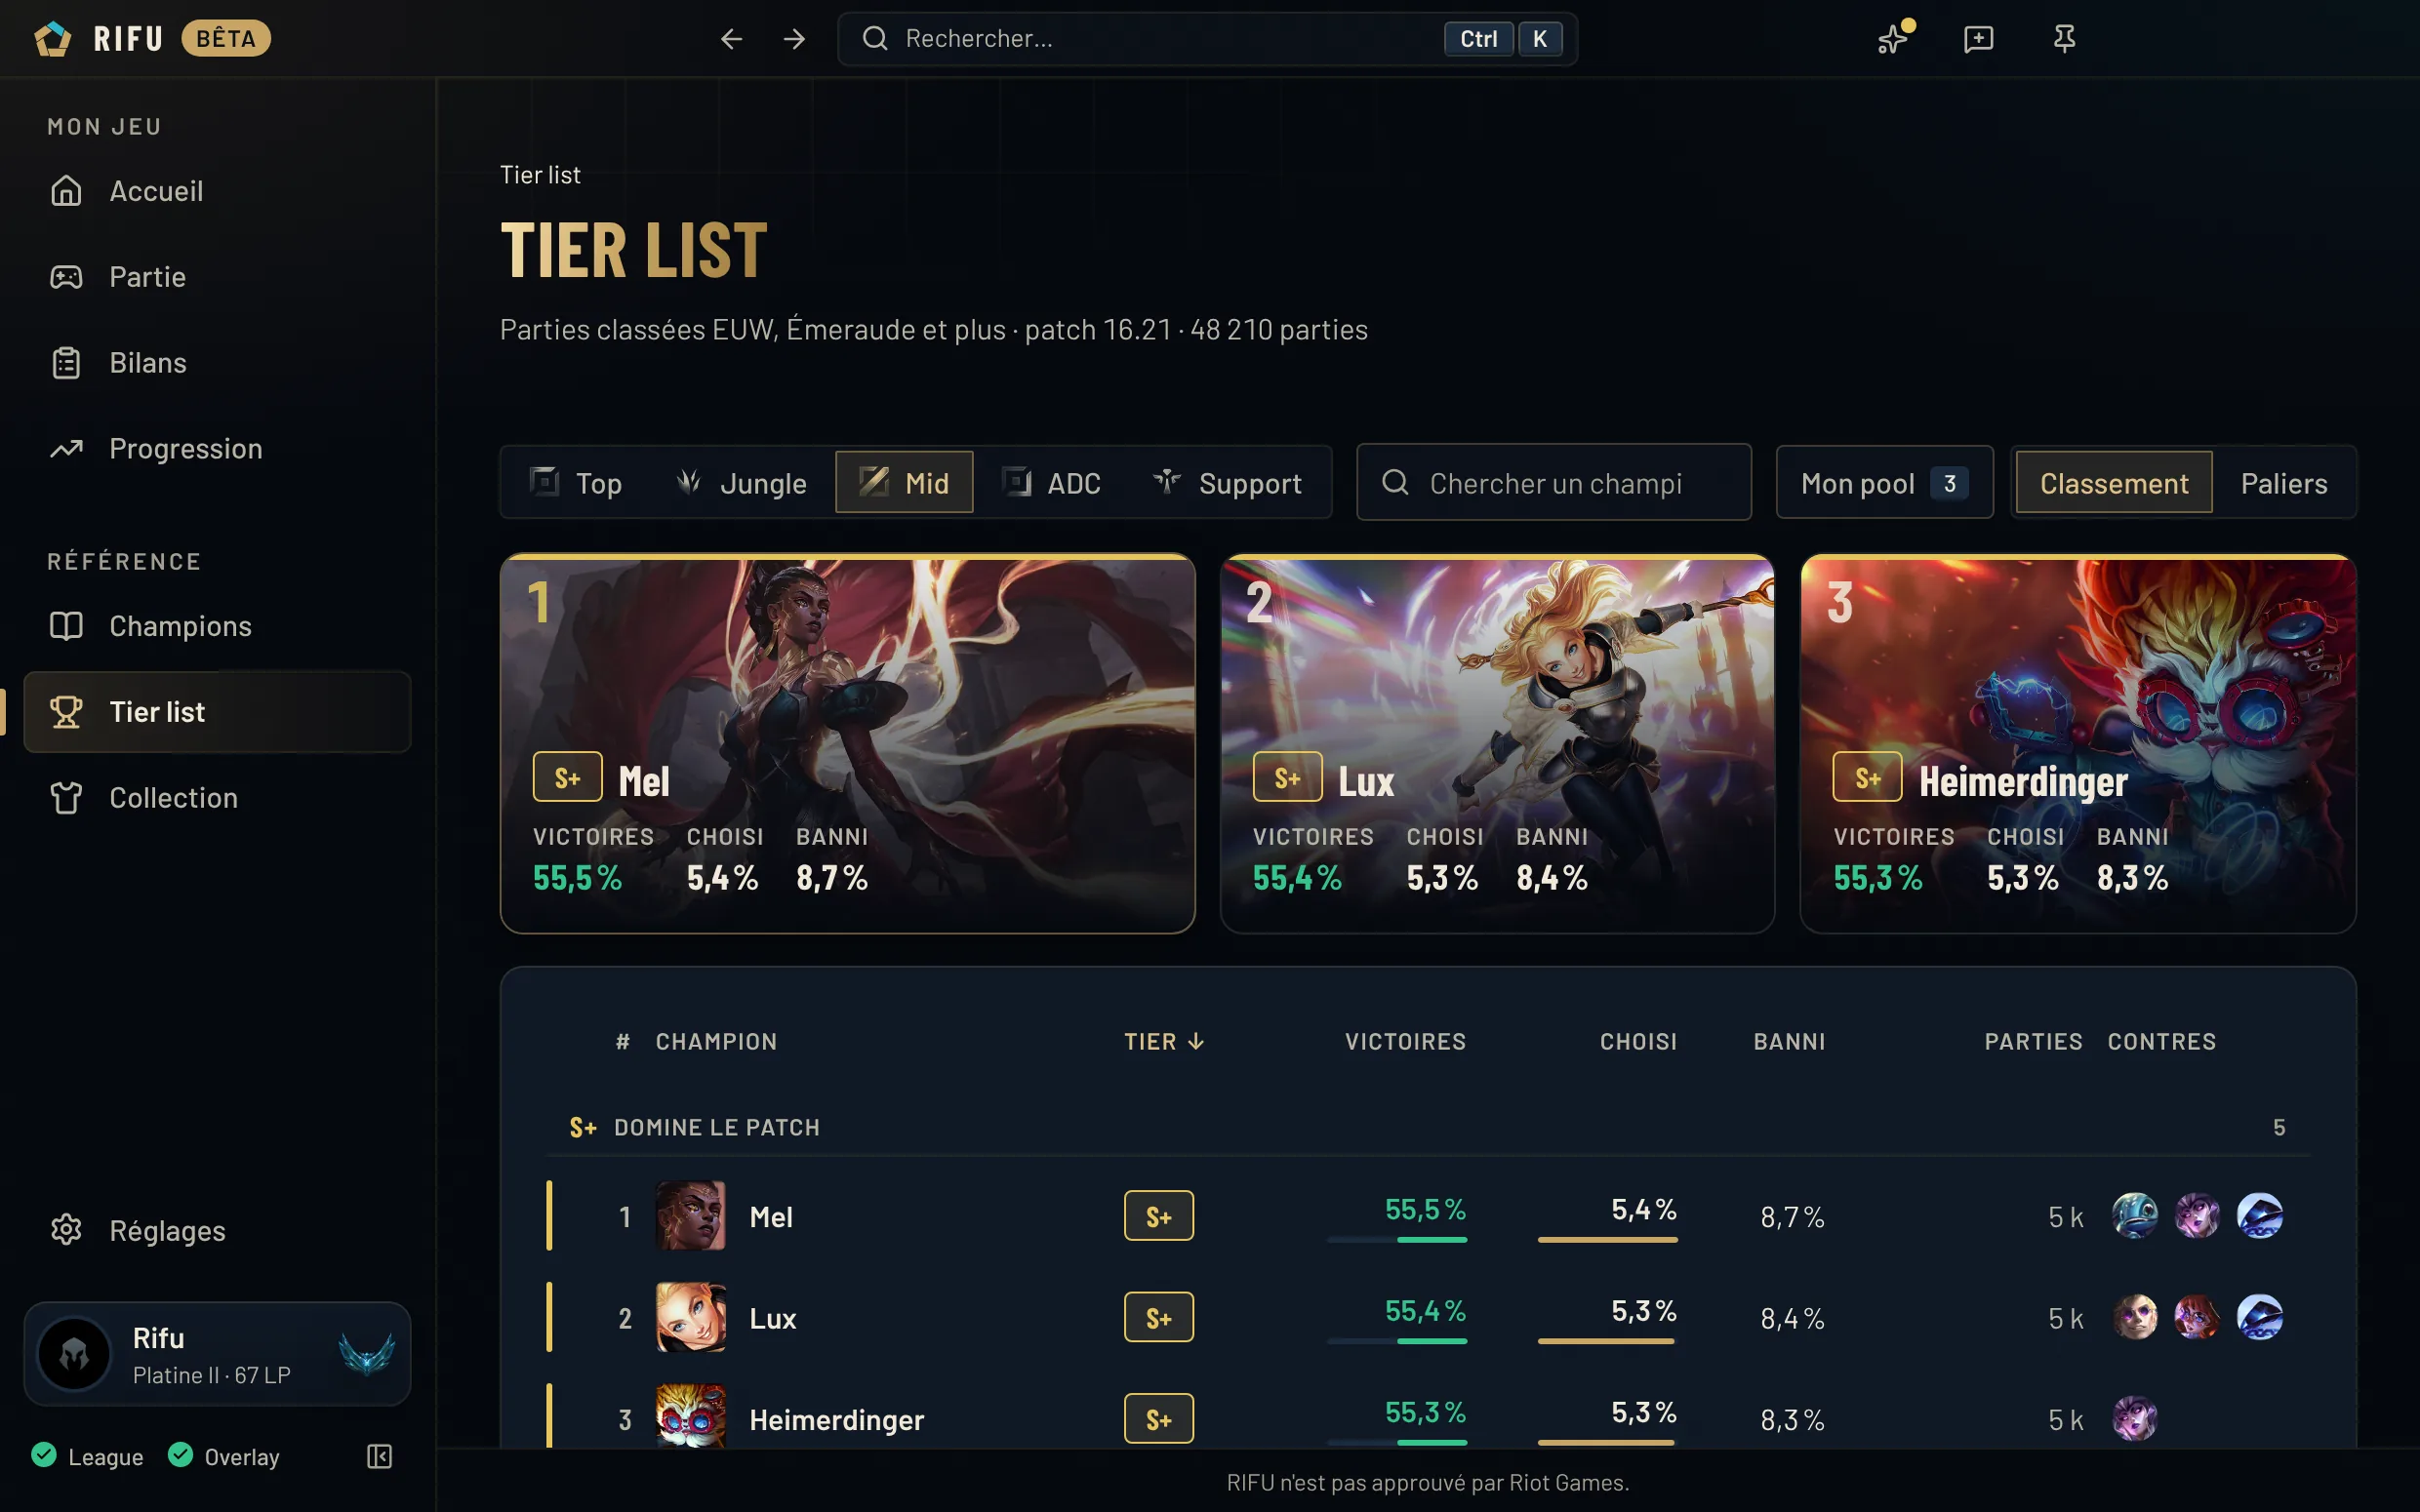 RIFU BÊTA
Rechercher... Ctrl K
MON JEU
Accueil
Partie
Bilans
Progression
RÉFÉRENCE
Champions
Tier list
Collection
Réglages
Rifu
Platine II · 67 LP
League Overlay
Tier list
TIER LIST
Parties classées EUW, Émeraude et plus · patch 16.21 · 48 210 parties
Top Jungle Mid ADC Support Chercher un champi Mon pool 3 Classement Paliers
1
S+ Mel
VICTOIRES CHOISI BANNI
55,5 % 5,4 % 8,7 %
2
S+ Lux
VICTOIRES CHOISI BANNI
55,4 % 5,3 % 8,4 %
3
S+ Heimerdinger
VICTOIRES CHOISI BANNI
55,3 % 5,3 % 8,3 %
# CHAMPION TIER ↓ VICTOIRES CHOISI BANNI PARTIES CONTRES
S+ DOMINE LE PATCH 5
1 Mel S+ 55,5 % 5,4 % 8,7 % 5 k
2 Lux S+ 55,4 % 5,3 % 8,4 % 5 k
3 Heimerdinger S+ 55,3 % 5,3 % 8,3 % 5 k
RIFU n'est pas approuvé par Riot Games.